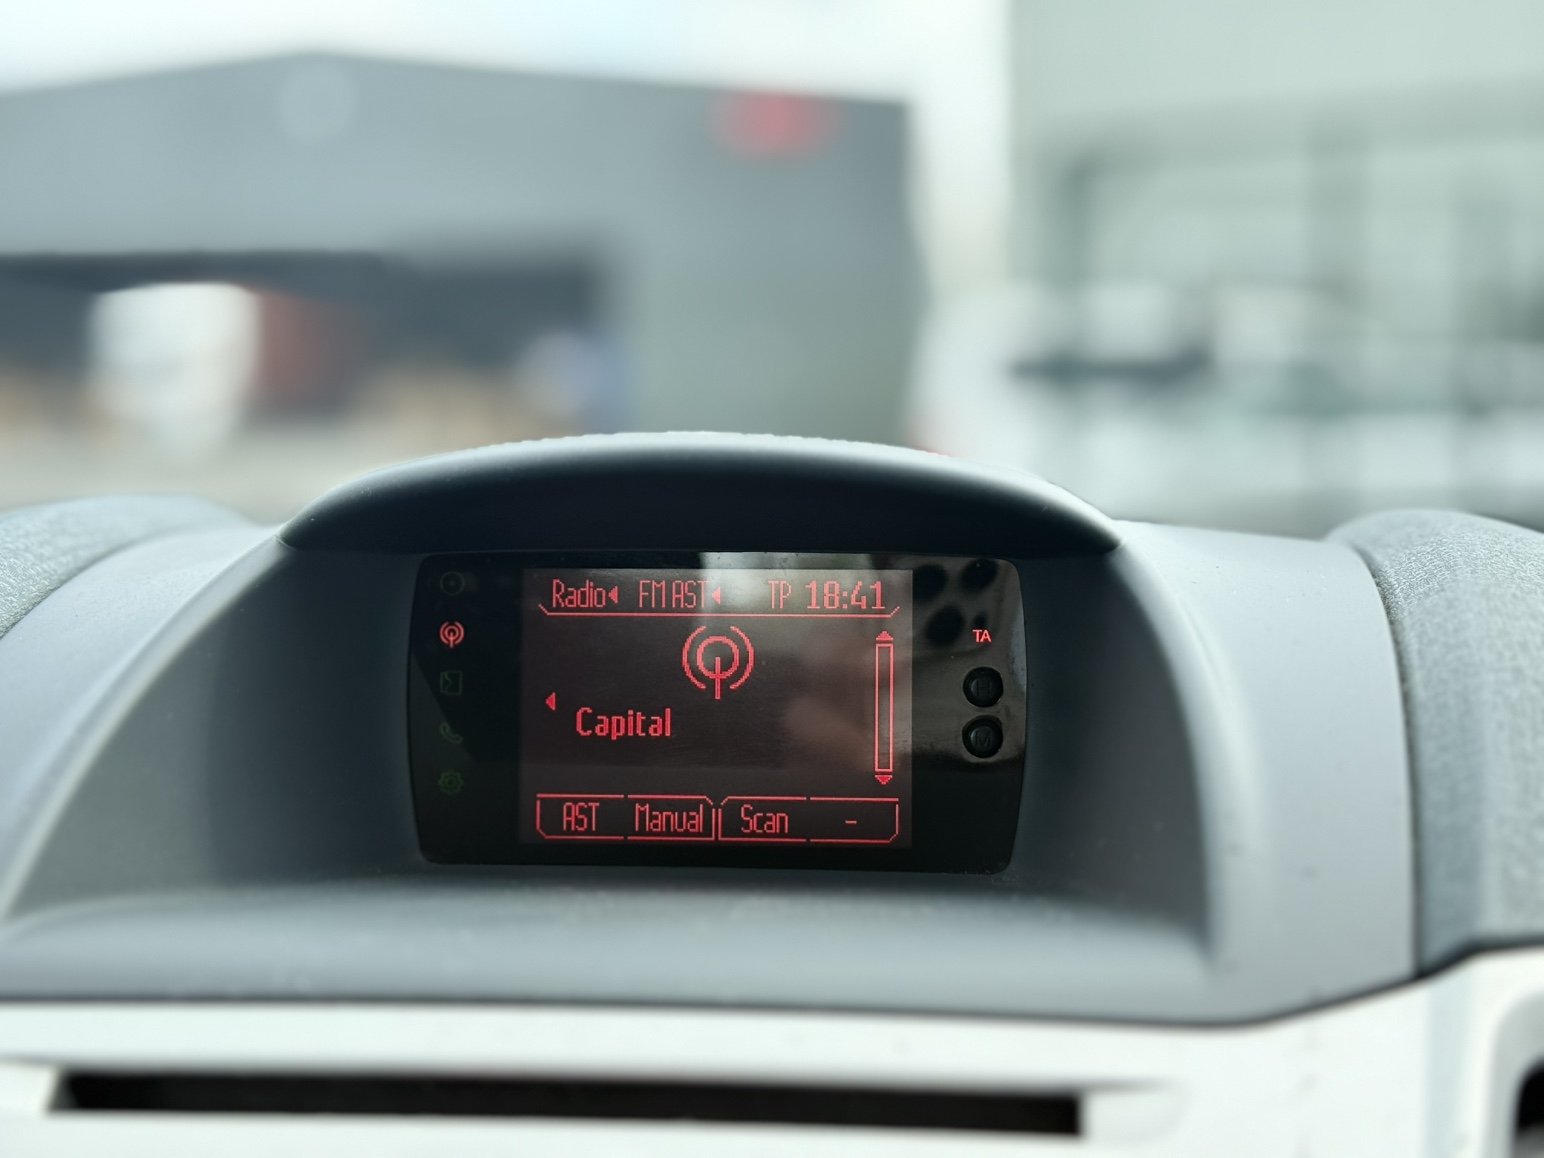 Radio FM AST TP 18:41
TA
Capital
AST Manual Scan -